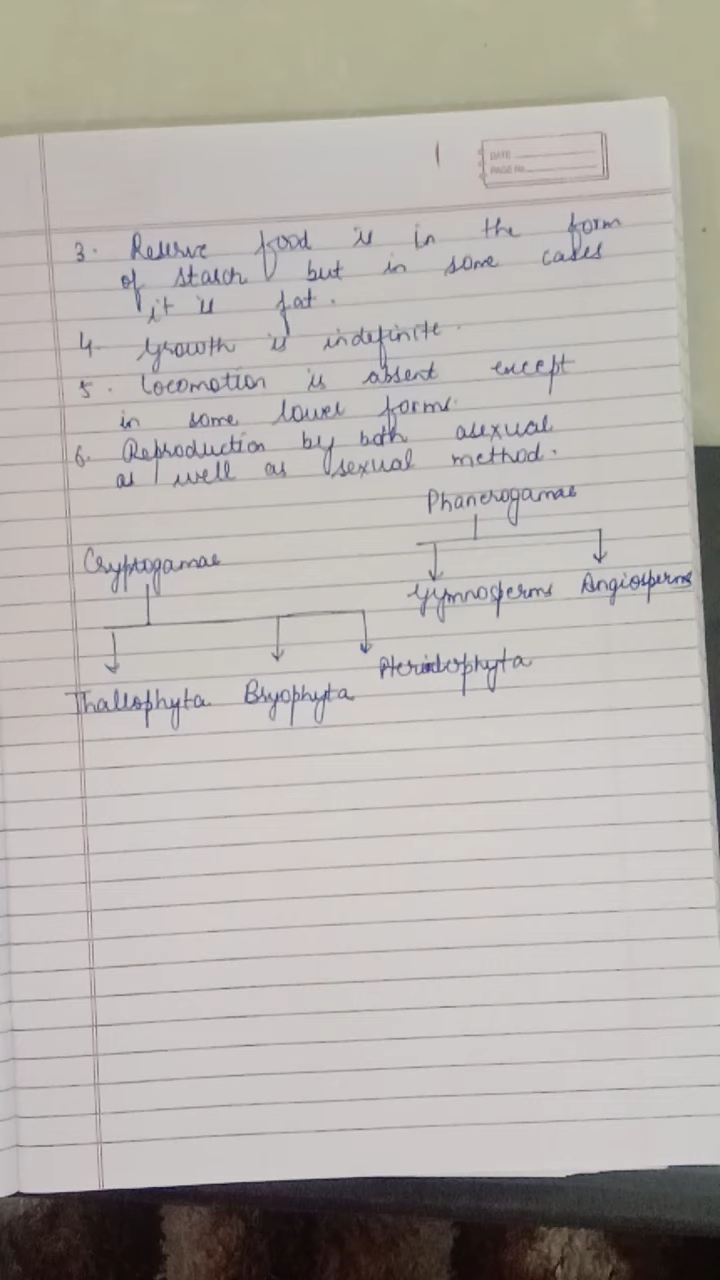 DATE
PAGE No.
3. Reserve food is in the form
of starch but in some cases
it is fat.
4. Growth is indefinite.
5. Locomotion is absent except
in some lower forms.
6. Reproduction by both asexual
as well as sexual method.
Phanerogamae
Cryptogamae
Gymnosperms Angiosperms
Thallophyta Bryophyta